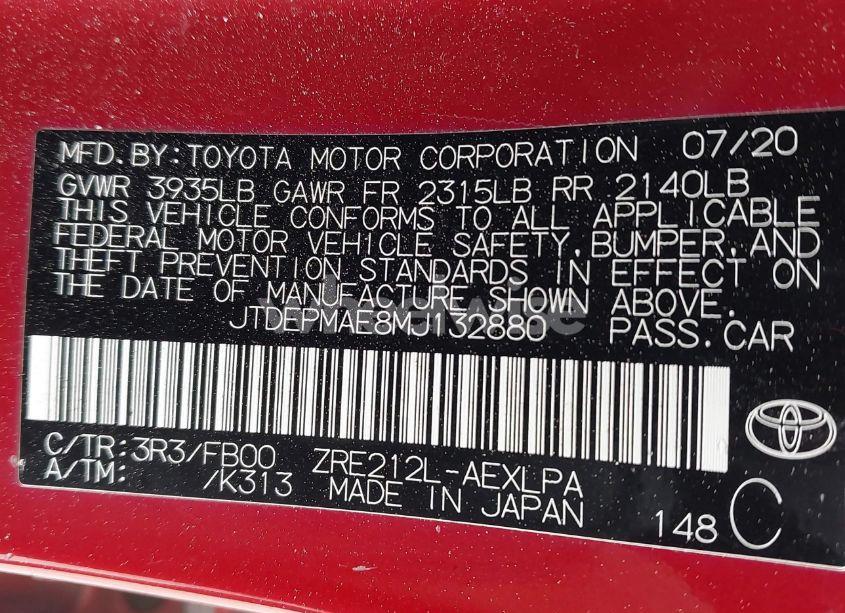 MFD. BY: TOYOTA MOTOR CORPORATION 07/20
GVWR 3935LB GAWR FR 2315LB RR 2140LB
THIS VEHICLE CONFORMS TO ALL APPLICABLE
FEDERAL MOTOR VEHICLE SAFETY, BUMPER, AND
THEFT PREVENTION STANDARDS IN EFFECT ON
THE DATE OF MANUFACTURE SHOWN ABOVE.
JTDEPMAE8MJ132880 PASS. CAR
C/TR: 3R3/FB00 ZRE212L-AEXLPA
A/TM: /K313 MADE IN JAPAN 148 C